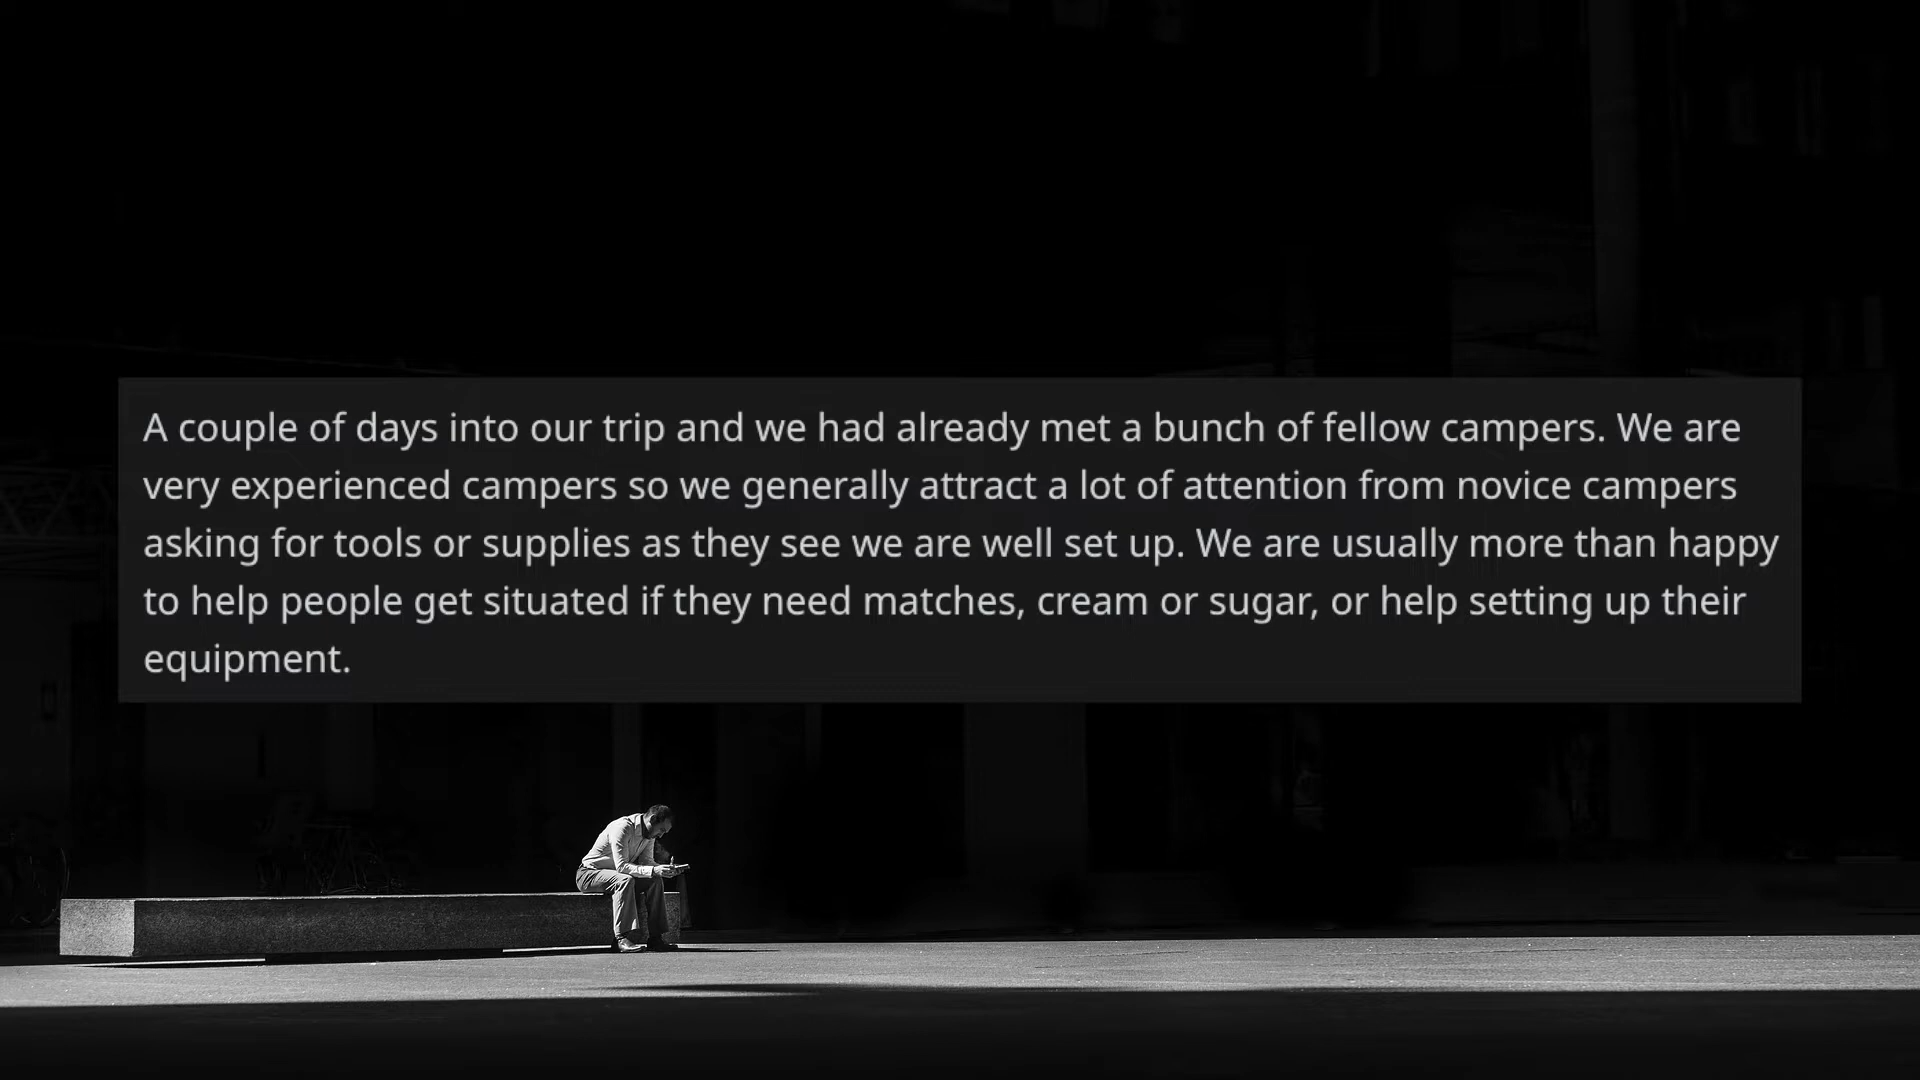 A couple of days into our trip and we had already met a bunch of fellow campers. We are
very experienced campers so we generally attract a lot of attention from novice campers
asking for tools or supplies as they see we are well set up. We are usually more than happy
to help people get situated if they need matches, cream or sugar, or help setting up their
equipment.